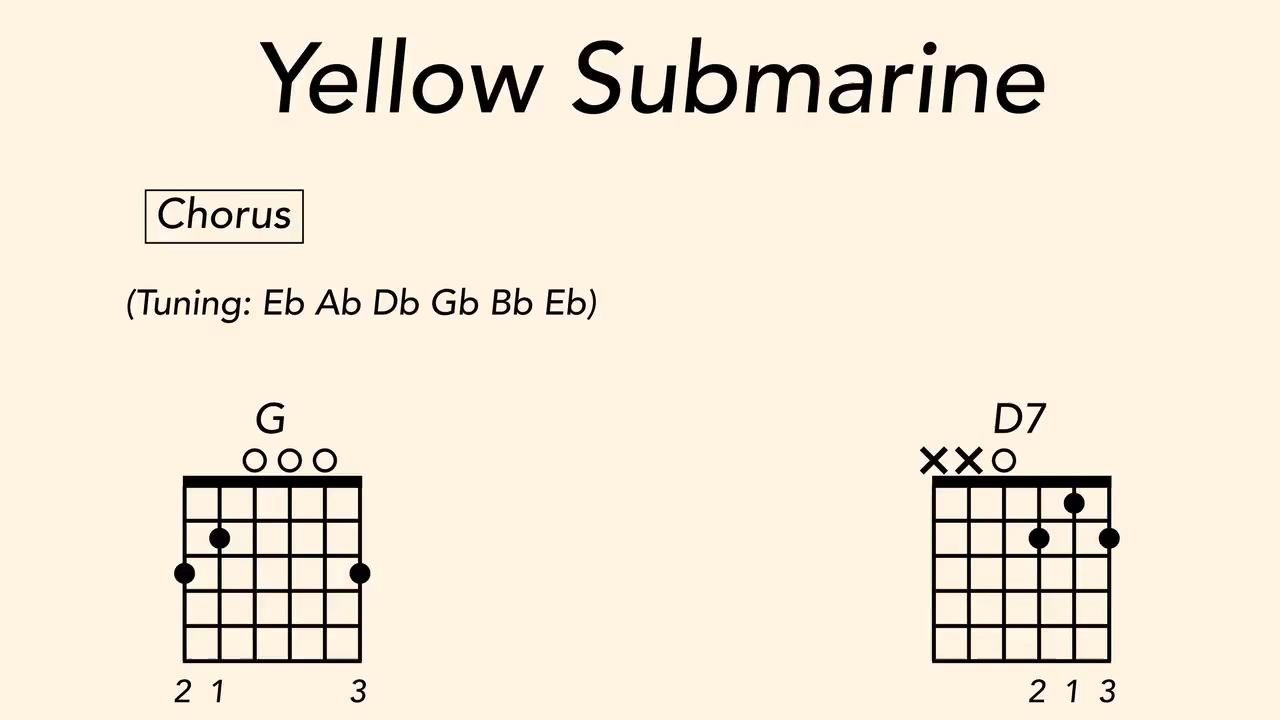 Yellow Submarine
Chorus
(Tuning: Eb Ab Db Gb Bb Eb)
G D7
2 1 3 2 1 3